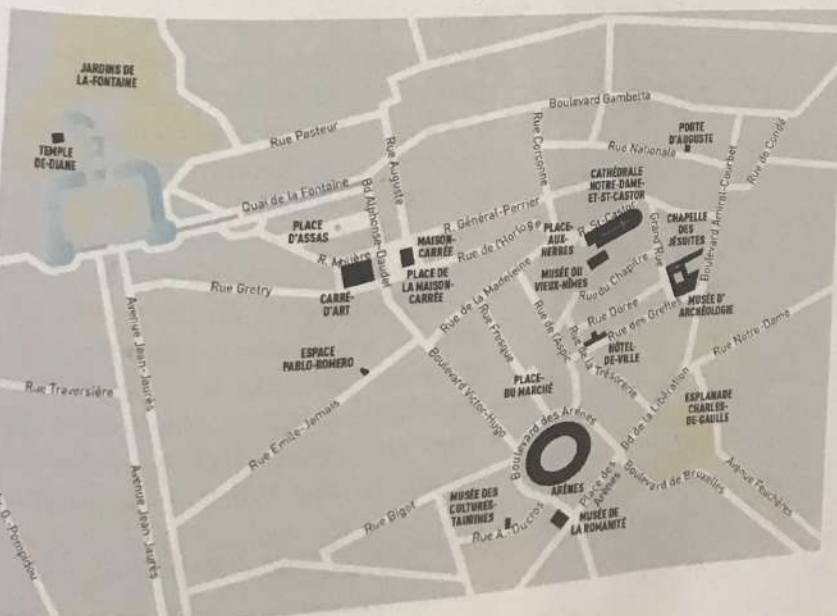 JARDINS DE
LA-FONTAINE
TEMPLE
DE-DIANE
Rue Pasteur
Rue Auguste
Boulevard Gambetta
Rue Corconne
Rue Nationale
PORTE
D'AUGUSTE
Boulevard Amiral-Courbet
Rue de Condé
Quai de la Fontaine
Bd Alphonse-Daudet
PLACE
D'ASSAS
R. Général-Perrier
Rue de l'Horloge
MAISON-
CARRÉE
PLACE DE
LA MAISON-
CARRÉE
PLACE-
AUX-
HERBES
CATHÉDRALE
NOTRE-DAME-
ET-ST-CASTOR
R. St-Castor
Grand'Rue
CHAPELLE
DES
JÉSUITES
MUSÉE DU
VIEUX-NÎMES
Rue du Chapitre
MUSÉE D'
ARCHÉOLOGIE
Rue Dorée
Rue des Greffes
HÔTEL-
DE-VILLE
Rue Gretry
CARRÉ-
D'ART
Rue de la Madeleine
Rue Fresque
Rue de l'Aspic
Rue de la Trésorerie
Rue Notre-Dame
Avenue Jean-Jaurès
ESPACE
PABLO-ROMERO
Rue Traversière
Rue Emile-Jamais
Boulevard Victor-Hugo
PLACE-
DU-MARCHÉ
Boulevard des Arènes
Bd de la Libération
ESPLANADE
CHARLES-
DE-GAULLE
Avenue Feuchères
Boulevard de Bruxelles
ARÈNES
Place des
Arènes
Avenue Jean-Jaurès
MUSÉE DES
CULTURES-
TAURINES
Rue Bigot
Rue A.-Ducros
MUSÉE DE
LA ROMANITÉ
G.-Pompidou